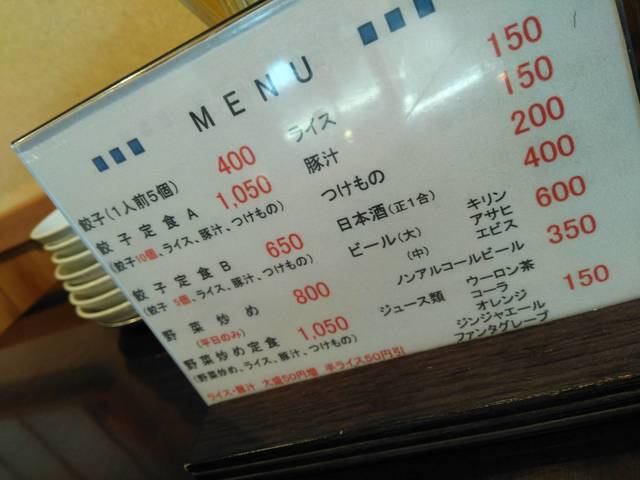 MENU
餃子(1人前5個) 400
餃子定食A 1,050
(餃子10個、ライス、豚汁、つけもの)
餃子定食B 650
(餃子 5個、ライス、豚汁、つけもの)
野菜炒め 800
(平日のみ)
野菜炒め定食 1,050
(野菜炒め、ライス、豚汁、つけもの)
ライス・豚汁 大盛50円増 半ライス50円引
ライス 150
豚汁 150
つけもの 200
日本酒(正1合) 400
ビール(大) キリン 600
アサヒ
(中) エビス
ノンアルコールビール 350
ジュース類 ウーロン茶 150
コーラ
オレンジ
ジンジャエール
ファンタグレープ